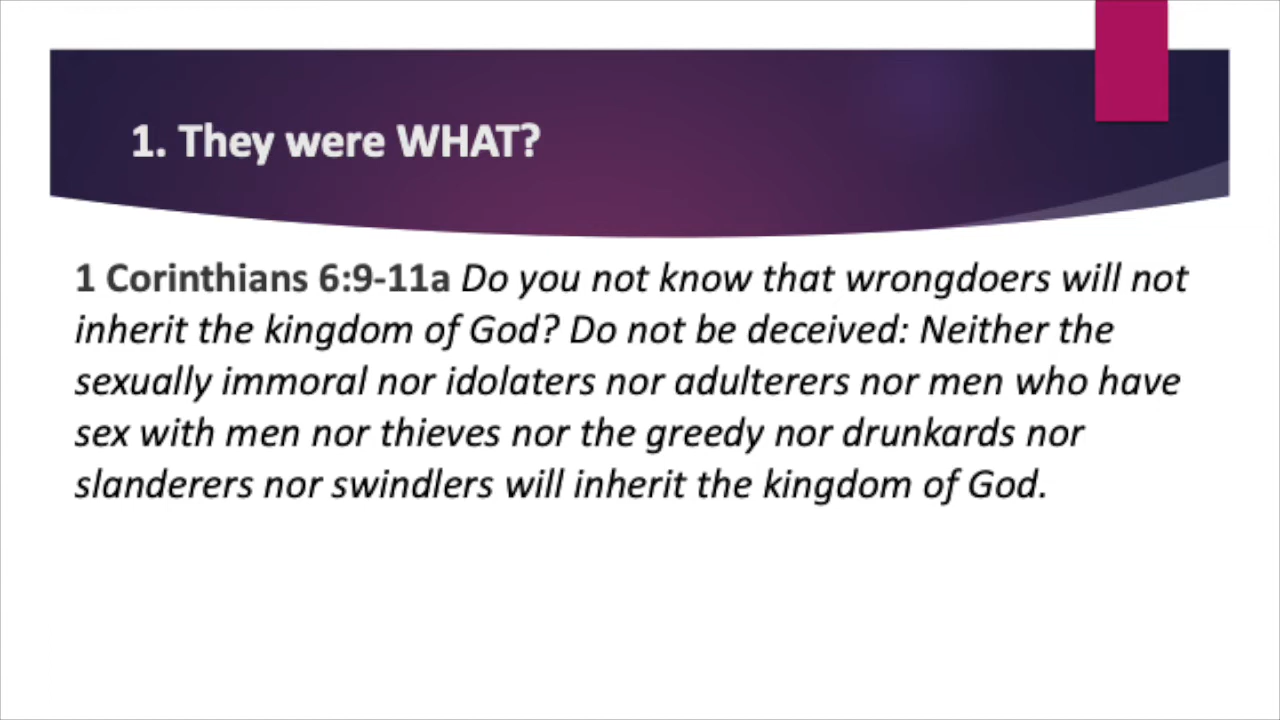 1. They were WHAT?
1 Corinthians 6:9-11a Do you not know that wrongdoers will not
inherit the kingdom of God? Do not be deceived: Neither the
sexually immoral nor idolaters nor adulterers nor men who have
sex with men nor thieves nor the greedy nor drunkards nor
slanderers nor swindlers will inherit the kingdom of God.